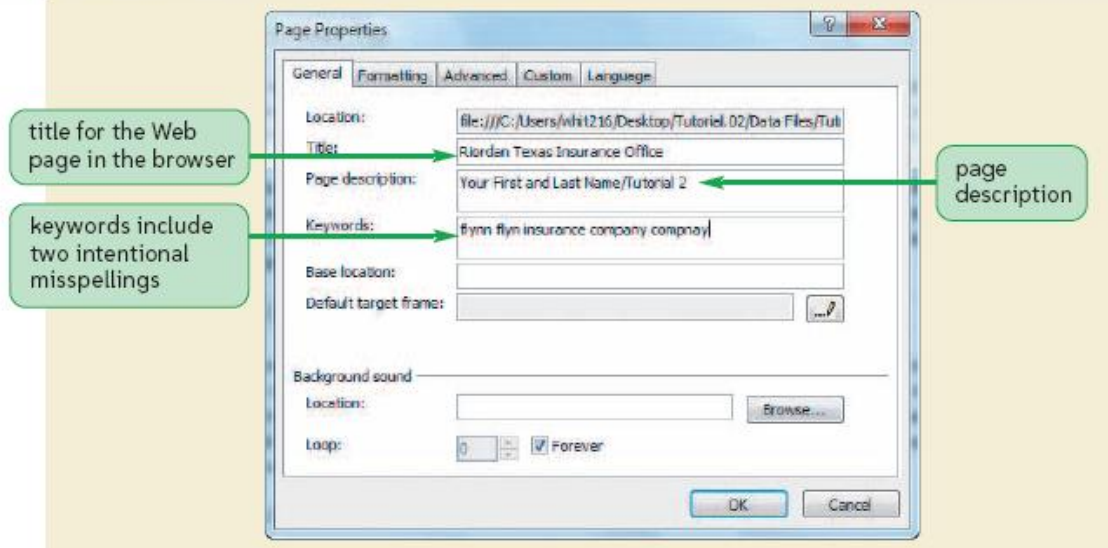 Page Properties
General Formatting Advanced Custom Language
Location: file:///C:/Users/whit216/Desktop/Tutorial.02/Data Files/Tut
title for the Web
page in the browser
Title: Riordan Texas Insurance Office
Page description: Your First and Last Name/Tutorial 2
page
description
keywords include
two intentional
misspellings
Keywords: flynn flyn insurance company compnay
Base location:
Default target frame:
Background sound
Location: Browse...
Loop: 0 Forever
OK Cancel